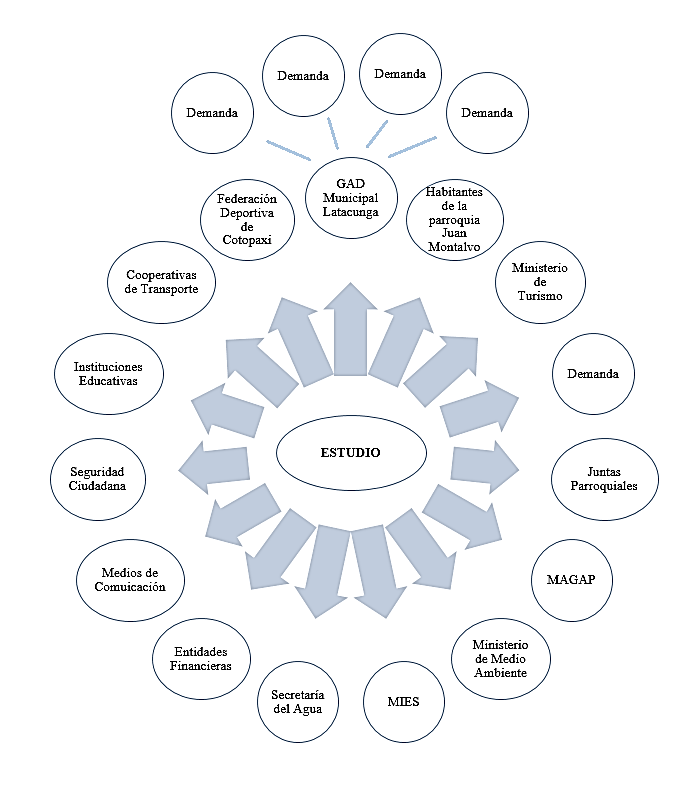 Demanda
Demanda
Demanda
Demanda
GAD
Municipal
Latacunga
Federación
Deportiva
de
Cotopaxi
Habitantes
de la
parroquia
Juan
Montalvo
Cooperativas
de Transporte
Ministerio
de
Turismo
Instituciones
Educativas
Demanda
ESTUDIO
Seguridad
Ciudadana
Juntas
Parroquiales
Medios de
Comuicación
MAGAP
Entidades
Financieras
Ministerio
de Medio
Ambiente
Secretaría
del Agua
MIES